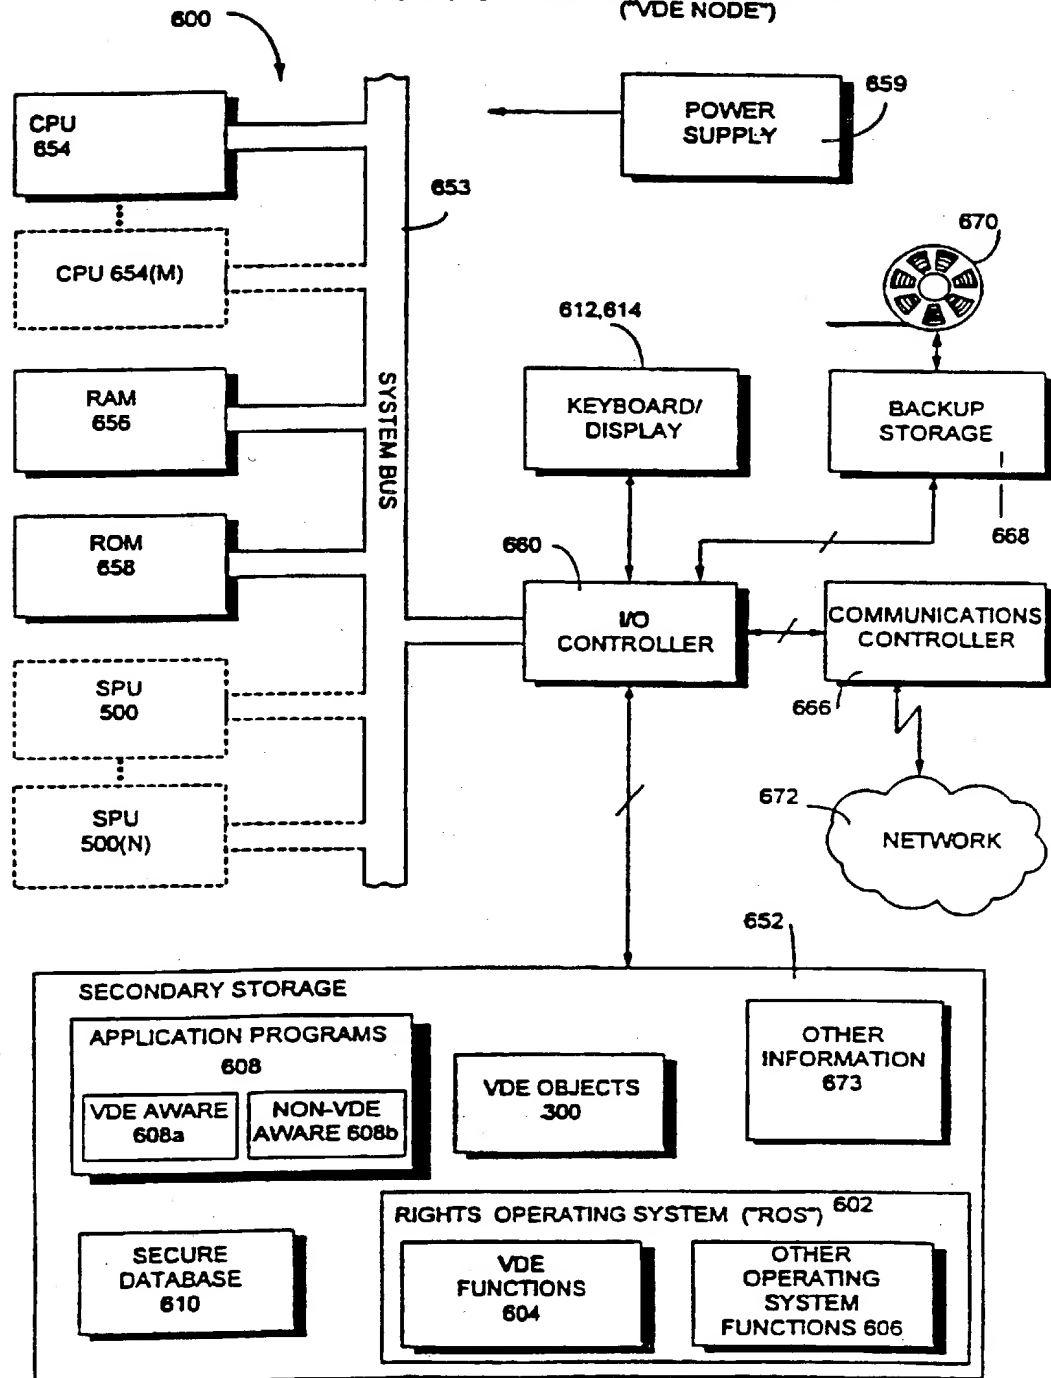 ("VDE NODE")
600
CPU
654
POWER
SUPPLY
659
653
CPU 654(M)
670
612,614
RAM
656
SYSTEM BUS
KEYBOARD/
DISPLAY
BACKUP
STORAGE
668
ROM
658
660
I/O
CONTROLLER
COMMUNICATIONS
CONTROLLER
666
SPU
500
672
NETWORK
SPU
500(N)
652
SECONDARY STORAGE
APPLICATION PROGRAMS
608
VDE AWARE
608a
NON-VDE
AWARE 608b
VDE OBJECTS
300
OTHER
INFORMATION
673
SECURE
DATABASE
610
RIGHTS OPERATING SYSTEM ("ROS") 602
VDE
FUNCTIONS
604
OTHER
OPERATING
SYSTEM
FUNCTIONS 606